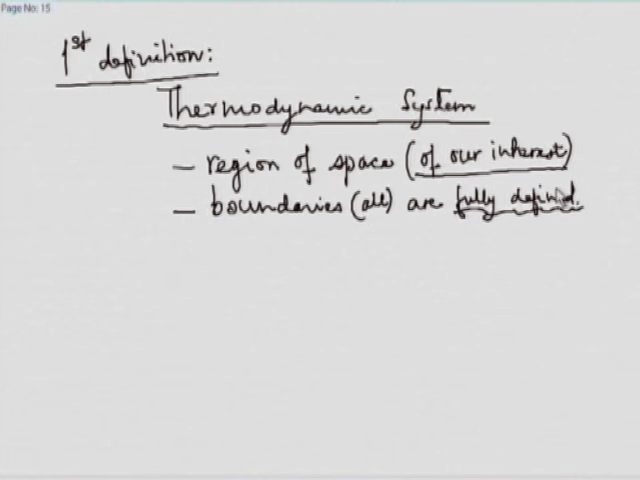 Page No: 15
1st definition:
Thermodynamic System
— region of space (of our interest)
— boundaries (all) are fully defined.